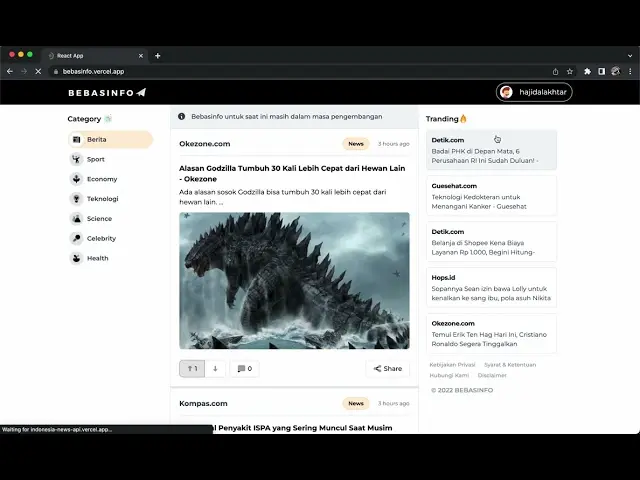 React App
bebasinfo.vercel.app
BEBASINFO
hajidalakhtar
Category
Berita
Sport
Economy
Teknologi
Science
Celebrity
Health
Bebasinfo untuk saat ini masih dalam masa pengembangan
Okezone.com
News
3 hours ago
Alasan Godzilla Tumbuh 30 Kali Lebih Cepat dari Hewan Lain
- Okezone
Ada alasan sosok Godzilla bisa tumbuh 30 kali lebih cepat dari
hewan lain. ...
1
0
Share
Kompas.com
News
3 hours ago
Penyakit ISPA yang Sering Muncul Saat Musim
Tranding
Detik.com
Badai PHK di Depan Mata, 6
Perusahaan RI Ini Sudah Duluan! -
Guesehat.com
Teknologi Kedokteran untuk
Menangani Kanker - Guesehat
Detik.com
Belanja di Shopee Kena Biaya
Layanan Rp 1.000, Begini Hitung-
Hops.id
Sopannya Sean izin bawa Lolly untuk
kenalkan ke sang ibu, pola asuh Nikita
Okezone.com
Temui Erik Ten Hag Hari Ini, Cristiano
Ronaldo Segera Tinggalkan
Kebijakan Privasi
Syarat & Ketentuan
Hubungi Kami
Disclaimer
© 2022 BEBASINFO
Waiting for indonesia-news-api.vercel.app...